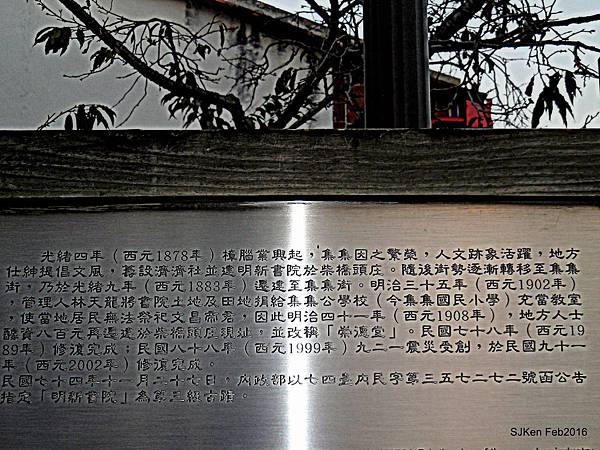 光緒四年（西元1878年）樟腦業興起，集集因之繁榮，人文跡象活躍，地方
仕紳提倡文風，籌設濟濟社並建明新書院於柴橋頭庄。隨後街勢逐漸轉移至集集
街，乃於光緒九年（西元1883年）遷建至集集街。明治三十五年（西元1902年）
，管理人林天龍將書院土地及田地捐給集集公學校（今集集國民小學）充當教室
，使當地居民無法祭祀文昌帝君，因此明治四十一年（西元1908年），地方人士
醵資八百元再遷建於柴橋頭庄現址，並改稱「崇德堂」。民國七十八年（西元19
89年）修復完成；民國八十八年（西元1999年）九二一震災受創，於民國九十一
年（西元2002年）修復完成。
民國七十四年十一月二十七日，內政部以七四臺內民字第三五七二七二號函公告
指定「明新書院」為第三級古蹟。
SJKen Feb2016